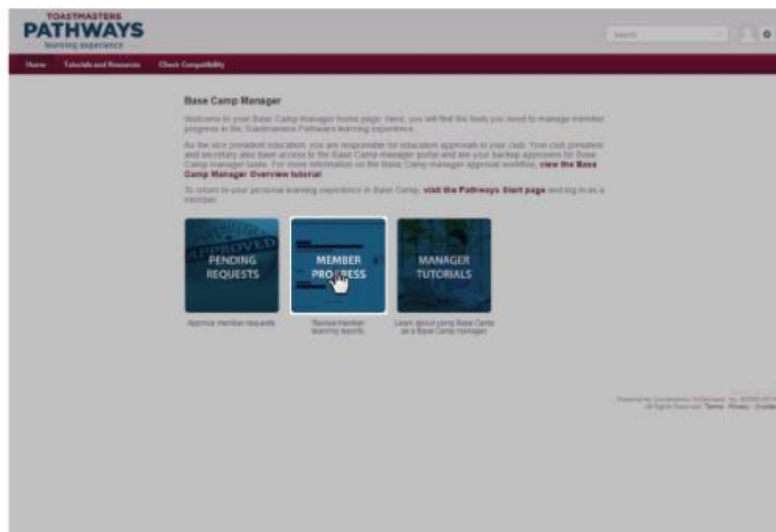 TOASTMASTERS
PATHWAYS
learning experience
Search
Home Tutorials and Resources Check Compatibility
Base Camp Manager
Welcome to your Base Camp manager home page. Here, you will find the tools you need to manage member
progress in the Toastmasters Pathways learning experience.
As the vice president education, you are responsible for education approvals in your club. Your club president
and secretary also have access to the Base Camp manager portal and are your backup approvers for Base
Camp manager tasks. For more information on the Base Camp manager approval workflow, view the Base
Camp Manager Overview tutorial.
To return to your personal learning experience in Base Camp, visit the Pathways Start page and log in as a
member.
APPROVED
PENDING
REQUESTS
MEMBER
PROGRESS
MANAGER
TUTORIALS
Approve member requests.
Review member
learning reports.
Learn about using Base Camp
as a Base Camp manager.
All Rights Reserved. Terms - Privacy -